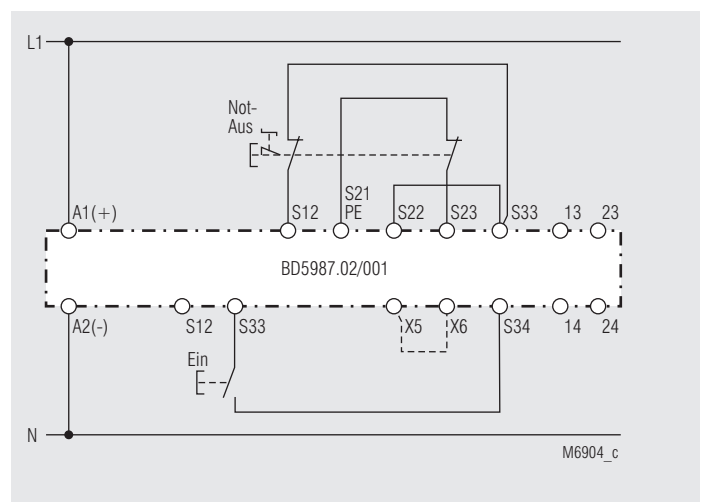 L1
Not-
Aus
A1(+)
S12
S21
PE
S22
S23
S33
13
23
BD5987.02/001
A2(-)
S12
S33
X5
X6
S34
14
24
Ein
N
M6904_c